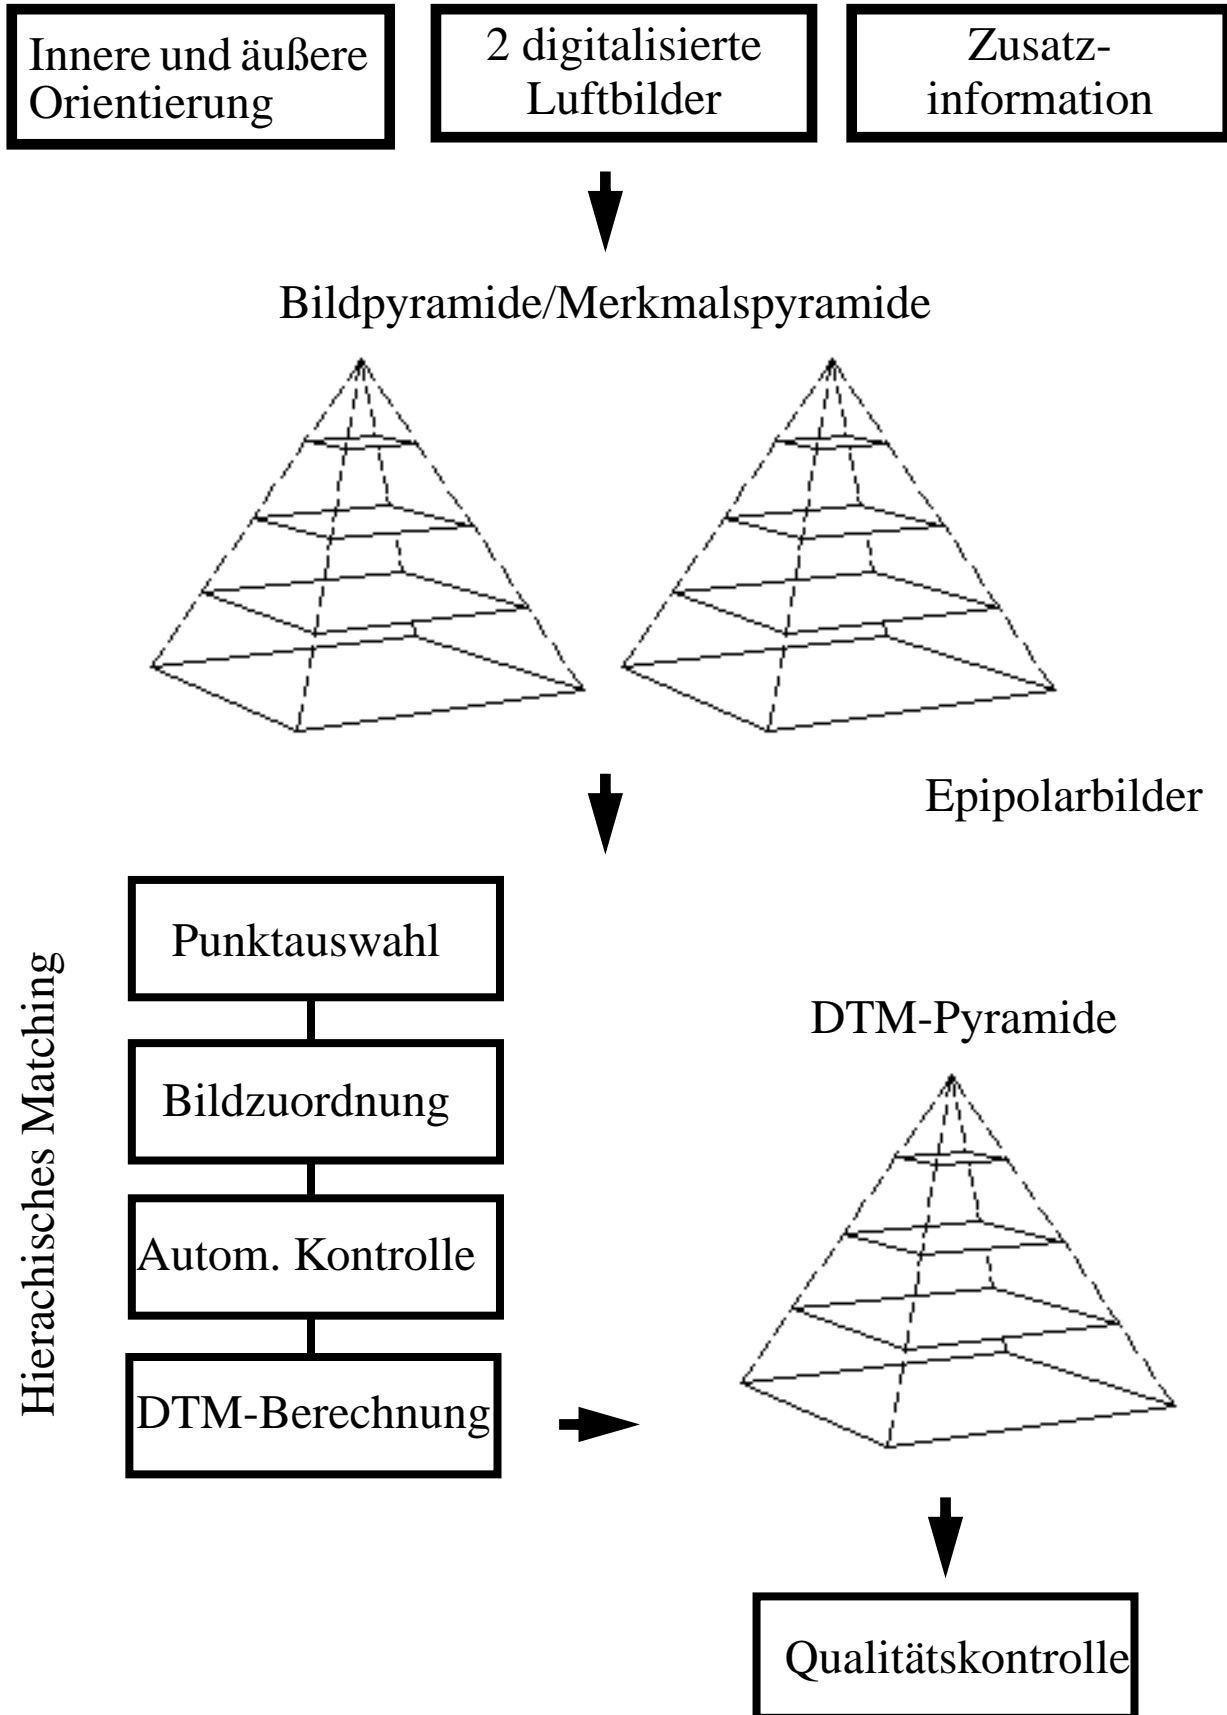 Innere und äußere
Orientierung
2 digitalisierte
Luftbilder
Zusatz-
information
Bildpyramide/Merkmalspyramide
Epipolarbilder
Hierachisches Matching
Punktauswahl
Bildzuordnung
Autom. Kontrolle
DTM-Berechnung
DTM-Pyramide
Qualitätskontrolle